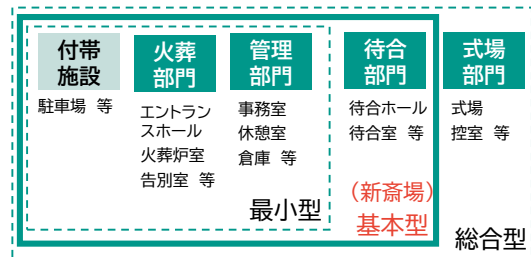 付帯
施設
駐車場 等
火葬
部門
エントラン
スホール
火葬炉室
告別室 等
管理
部門
事務室
休憩室
倉庫 等
最小型
待合
部門
待合ホール
待合室 等
(新斎場)
基本型
式場
部門
式場
控室 等
総合型